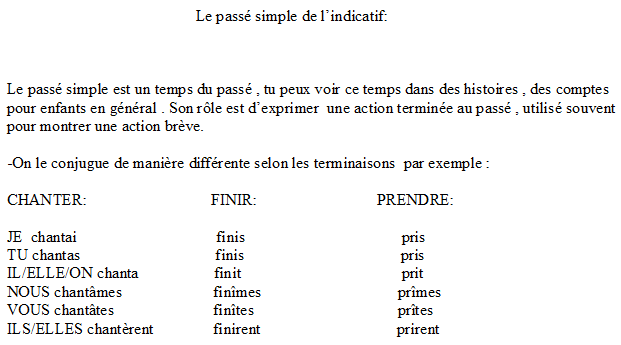 Le passé simple de l’indicatif:
Le passé simple est un temps du passé , tu peux voir ce temps dans des histoires , des comptes
pour enfants en général . Son rôle est d’exprimer une action terminée au passé , utilisé souvent
pour montrer une action brève.
-On le conjugue de manière différente selon les terminaisons par exemple :
CHANTER: FINIR: PRENDRE:
JE chantai finis pris
TU chantas finis pris
IL/ELLE/ON chanta finit prit
NOUS chantâmes finîmes prîmes
VOUS chantâtes finîtes prîtes
ILS/ELLES chantèrent finirent prirent